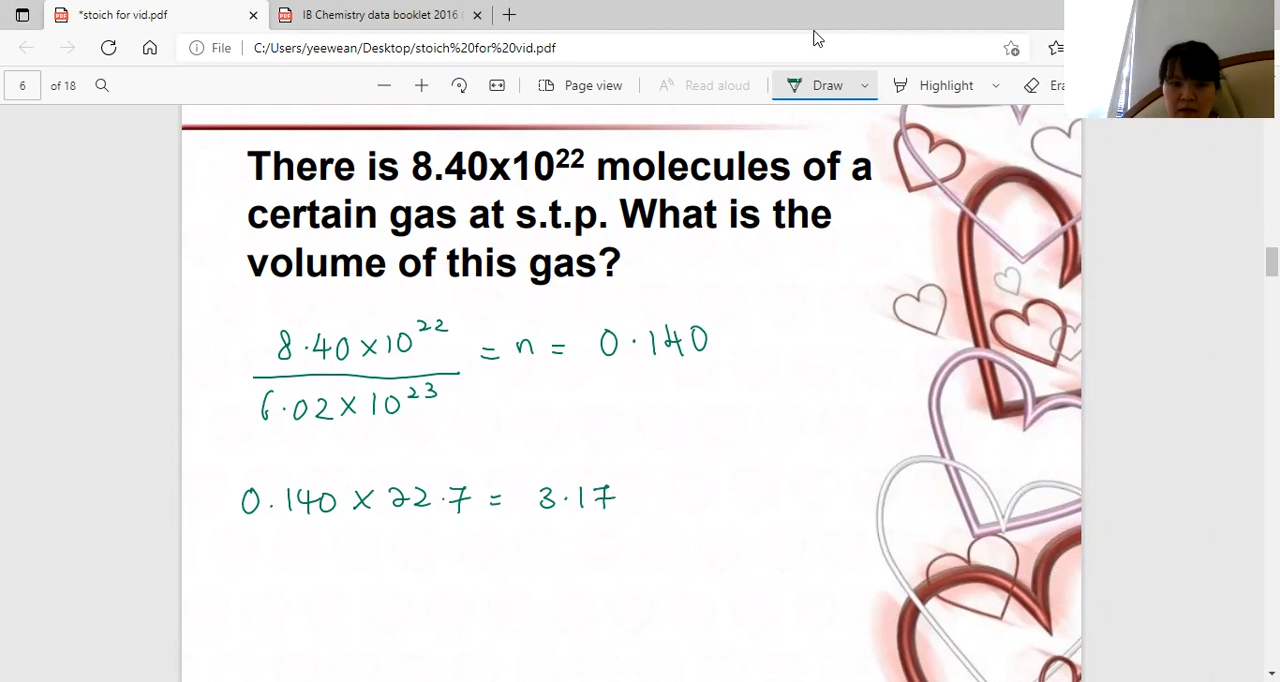 *stoich for vid.pdf
IB Chemistry data booklet 2016
File C:/Users/yeewean/Desktop/stoich%20for%20vid.pdf
6 of 18 Page view Read aloud Draw Highlight Era
There is 8.40x10²² molecules of a
certain gas at s.t.p. What is the
volume of this gas?
8.40 x 10²²
= n = 0.140
6.02 x 10²³
0.140 x 22.7 = 3.17